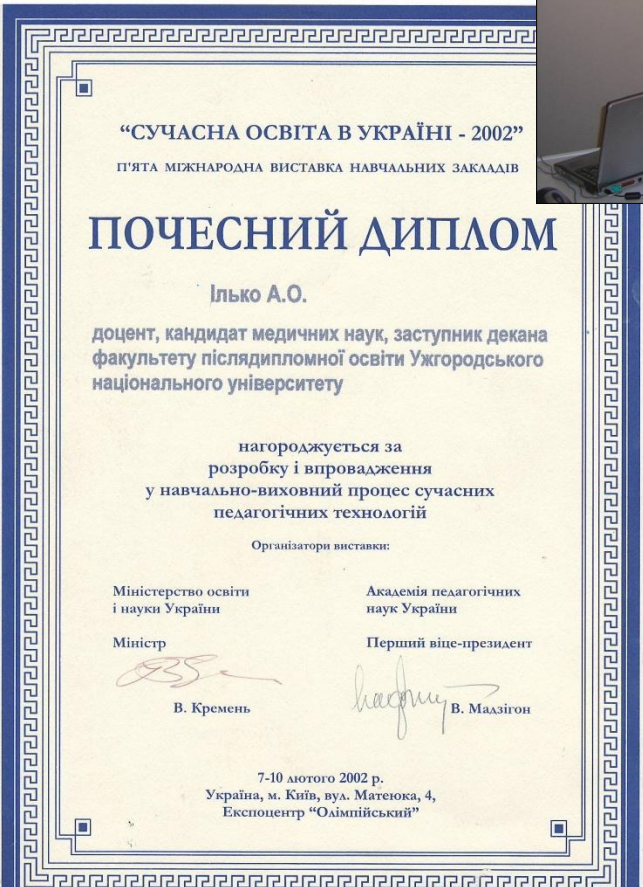 “СУЧАСНА ОСВІТА В УКРАЇНІ - 2002”
П'ЯТА МІЖНАРОДНА ВИСТАВКА НАВЧАЛЬНИХ ЗАКЛАДІВ
ПОЧЕСНИЙ ДИПЛОМ
Ілько А.О.
доцент, кандидат медичних наук, заступник декана
факультету післядипломної освіти Ужгородського
національного університету
нагороджується за
розробку і впровадження
у навчально-виховний процес сучасних
педагогічних технологій
Організатори виставки:
Міністерство освіти
і науки України
Міністр
В. Кремень
Академія педагогічних
наук України
Перший віце-президент
В. Мадзігон
7-10 лютого 2002 р.
Україна, м. Київ, вул. Матеюка, 4,
Експоцентр “Олімпійський”